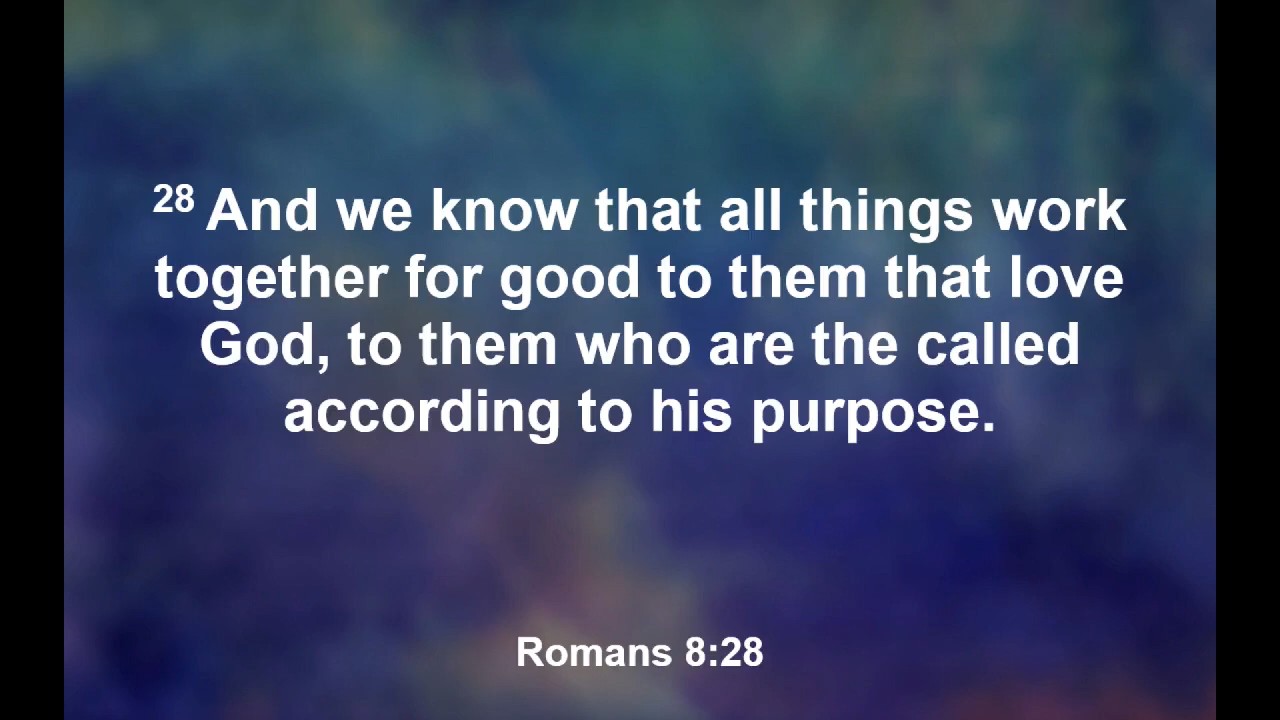 28 And we know that all things work
together for good to them that love
God, to them who are the called
according to his purpose.
Romans 8:28